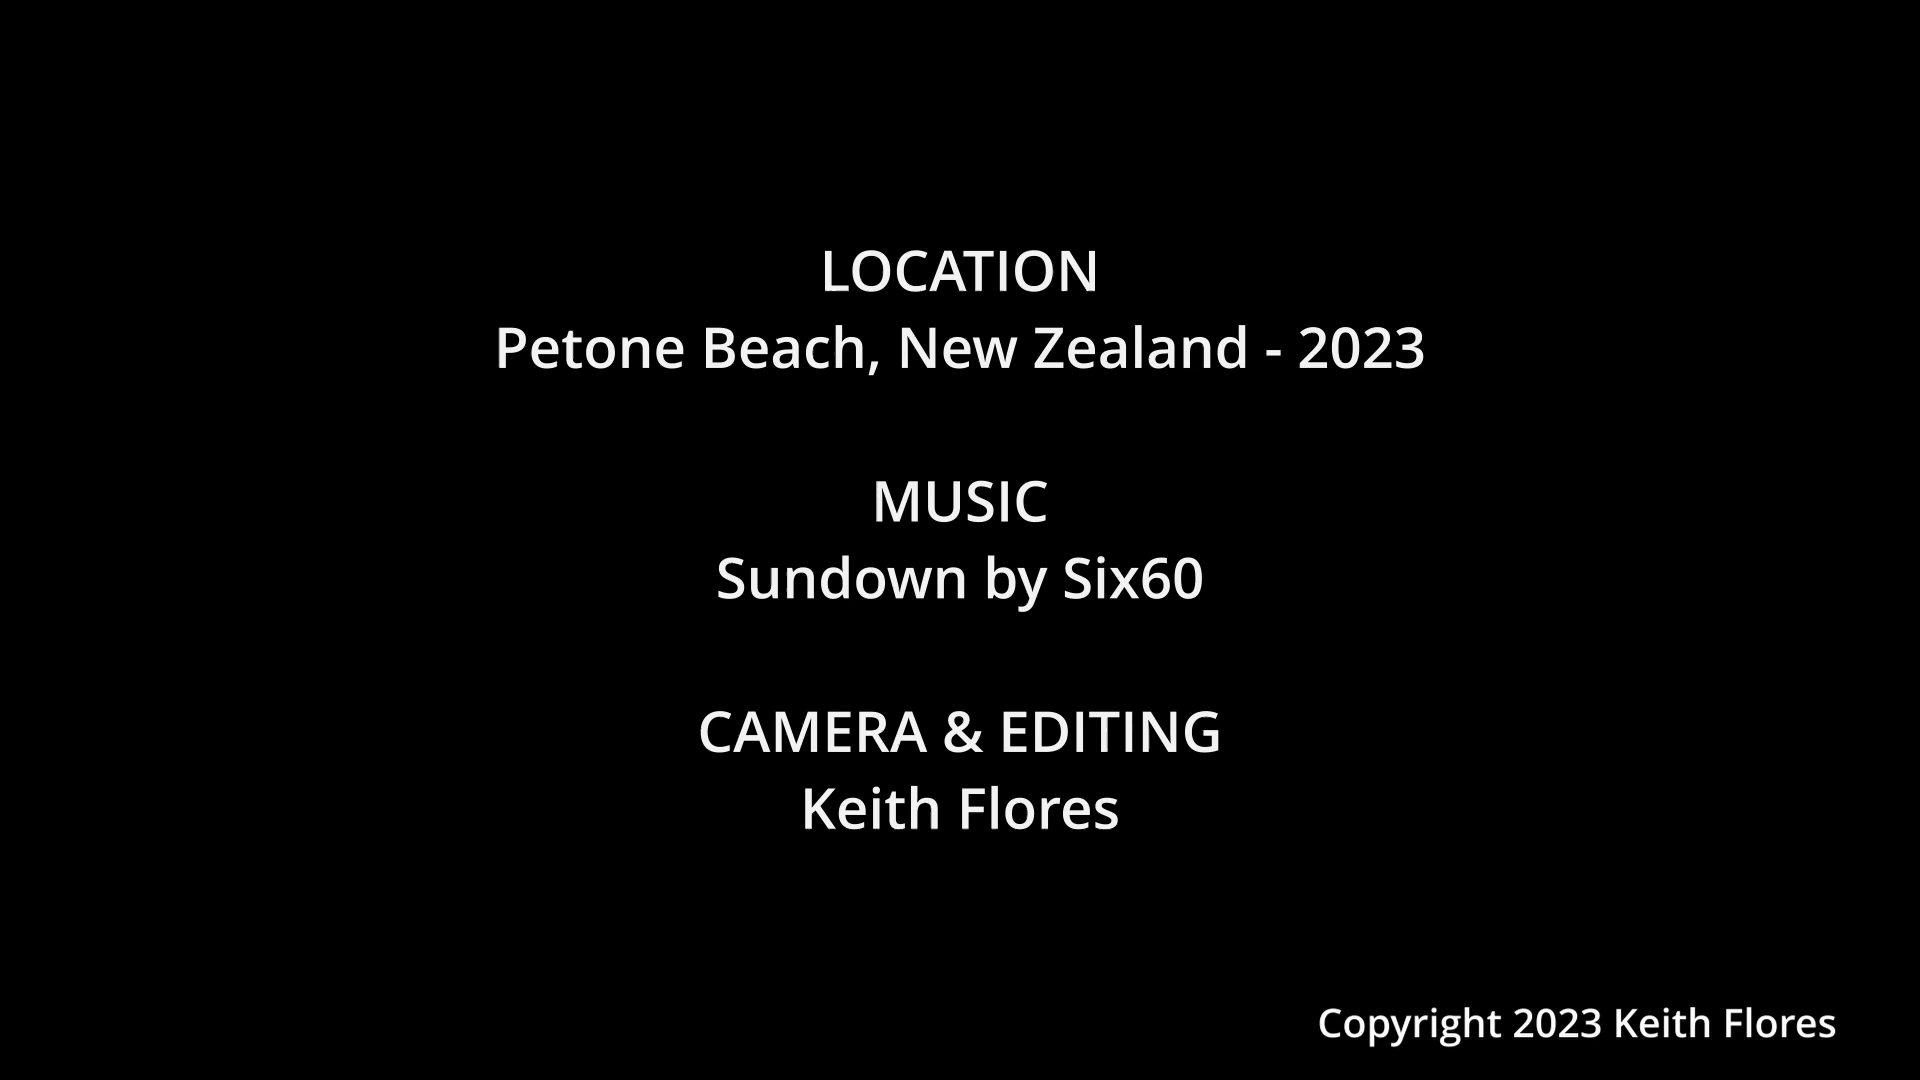 LOCATION
Petone Beach, New Zealand - 2023
MUSIC
Sundown by Six60
CAMERA & EDITING
Keith Flores
Copyright 2023 Keith Flores